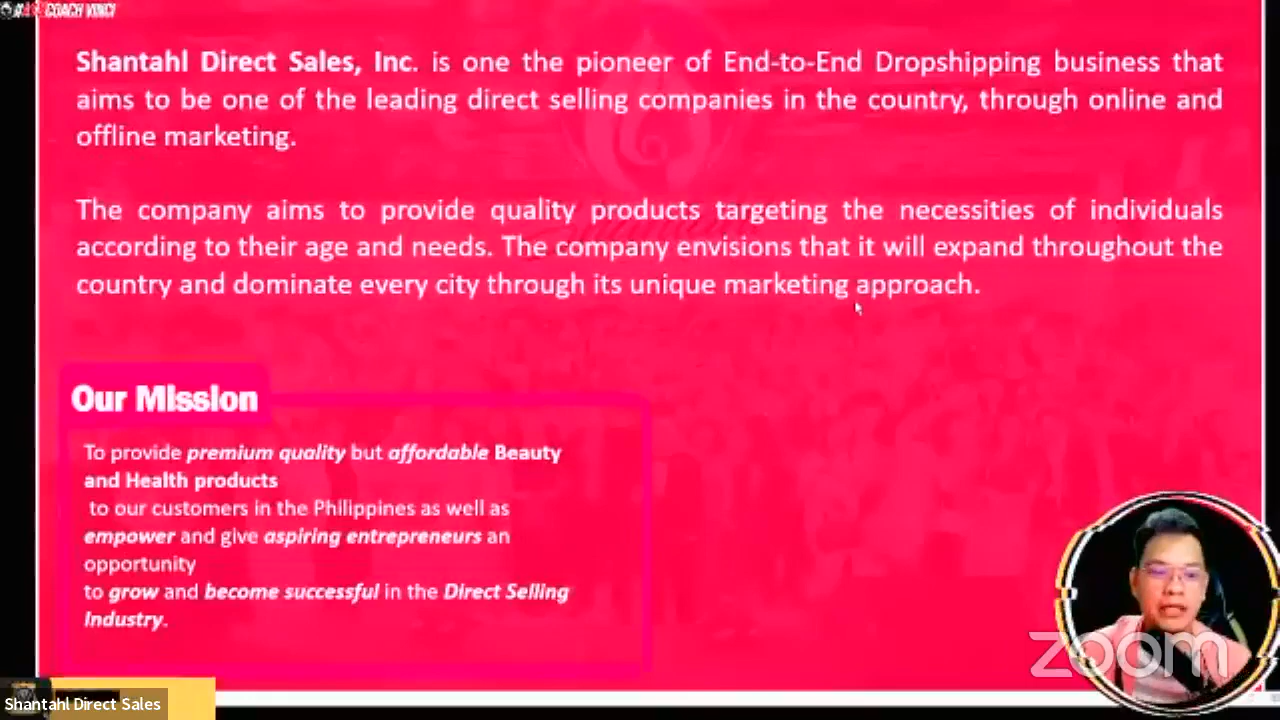 COACH VINCI
Shantahl Direct Sales, Inc. is one the pioneer of End-to-End Dropshipping business that
aims to be one of the leading direct selling companies in the country, through online and
offline marketing.
The company aims to provide quality products targeting the necessities of individuals
according to their age and needs. The company envisions that it will expand throughout the
country and dominate every city through its unique marketing approach.
Our Mission
To provide premium quality but affordable Beauty
and Health products
to our customers in the Philippines as well as
empower and give aspiring entrepreneurs an
opportunity
to grow and become successful in the Direct Selling
Industry.
zoom
Shantahl Direct Sales